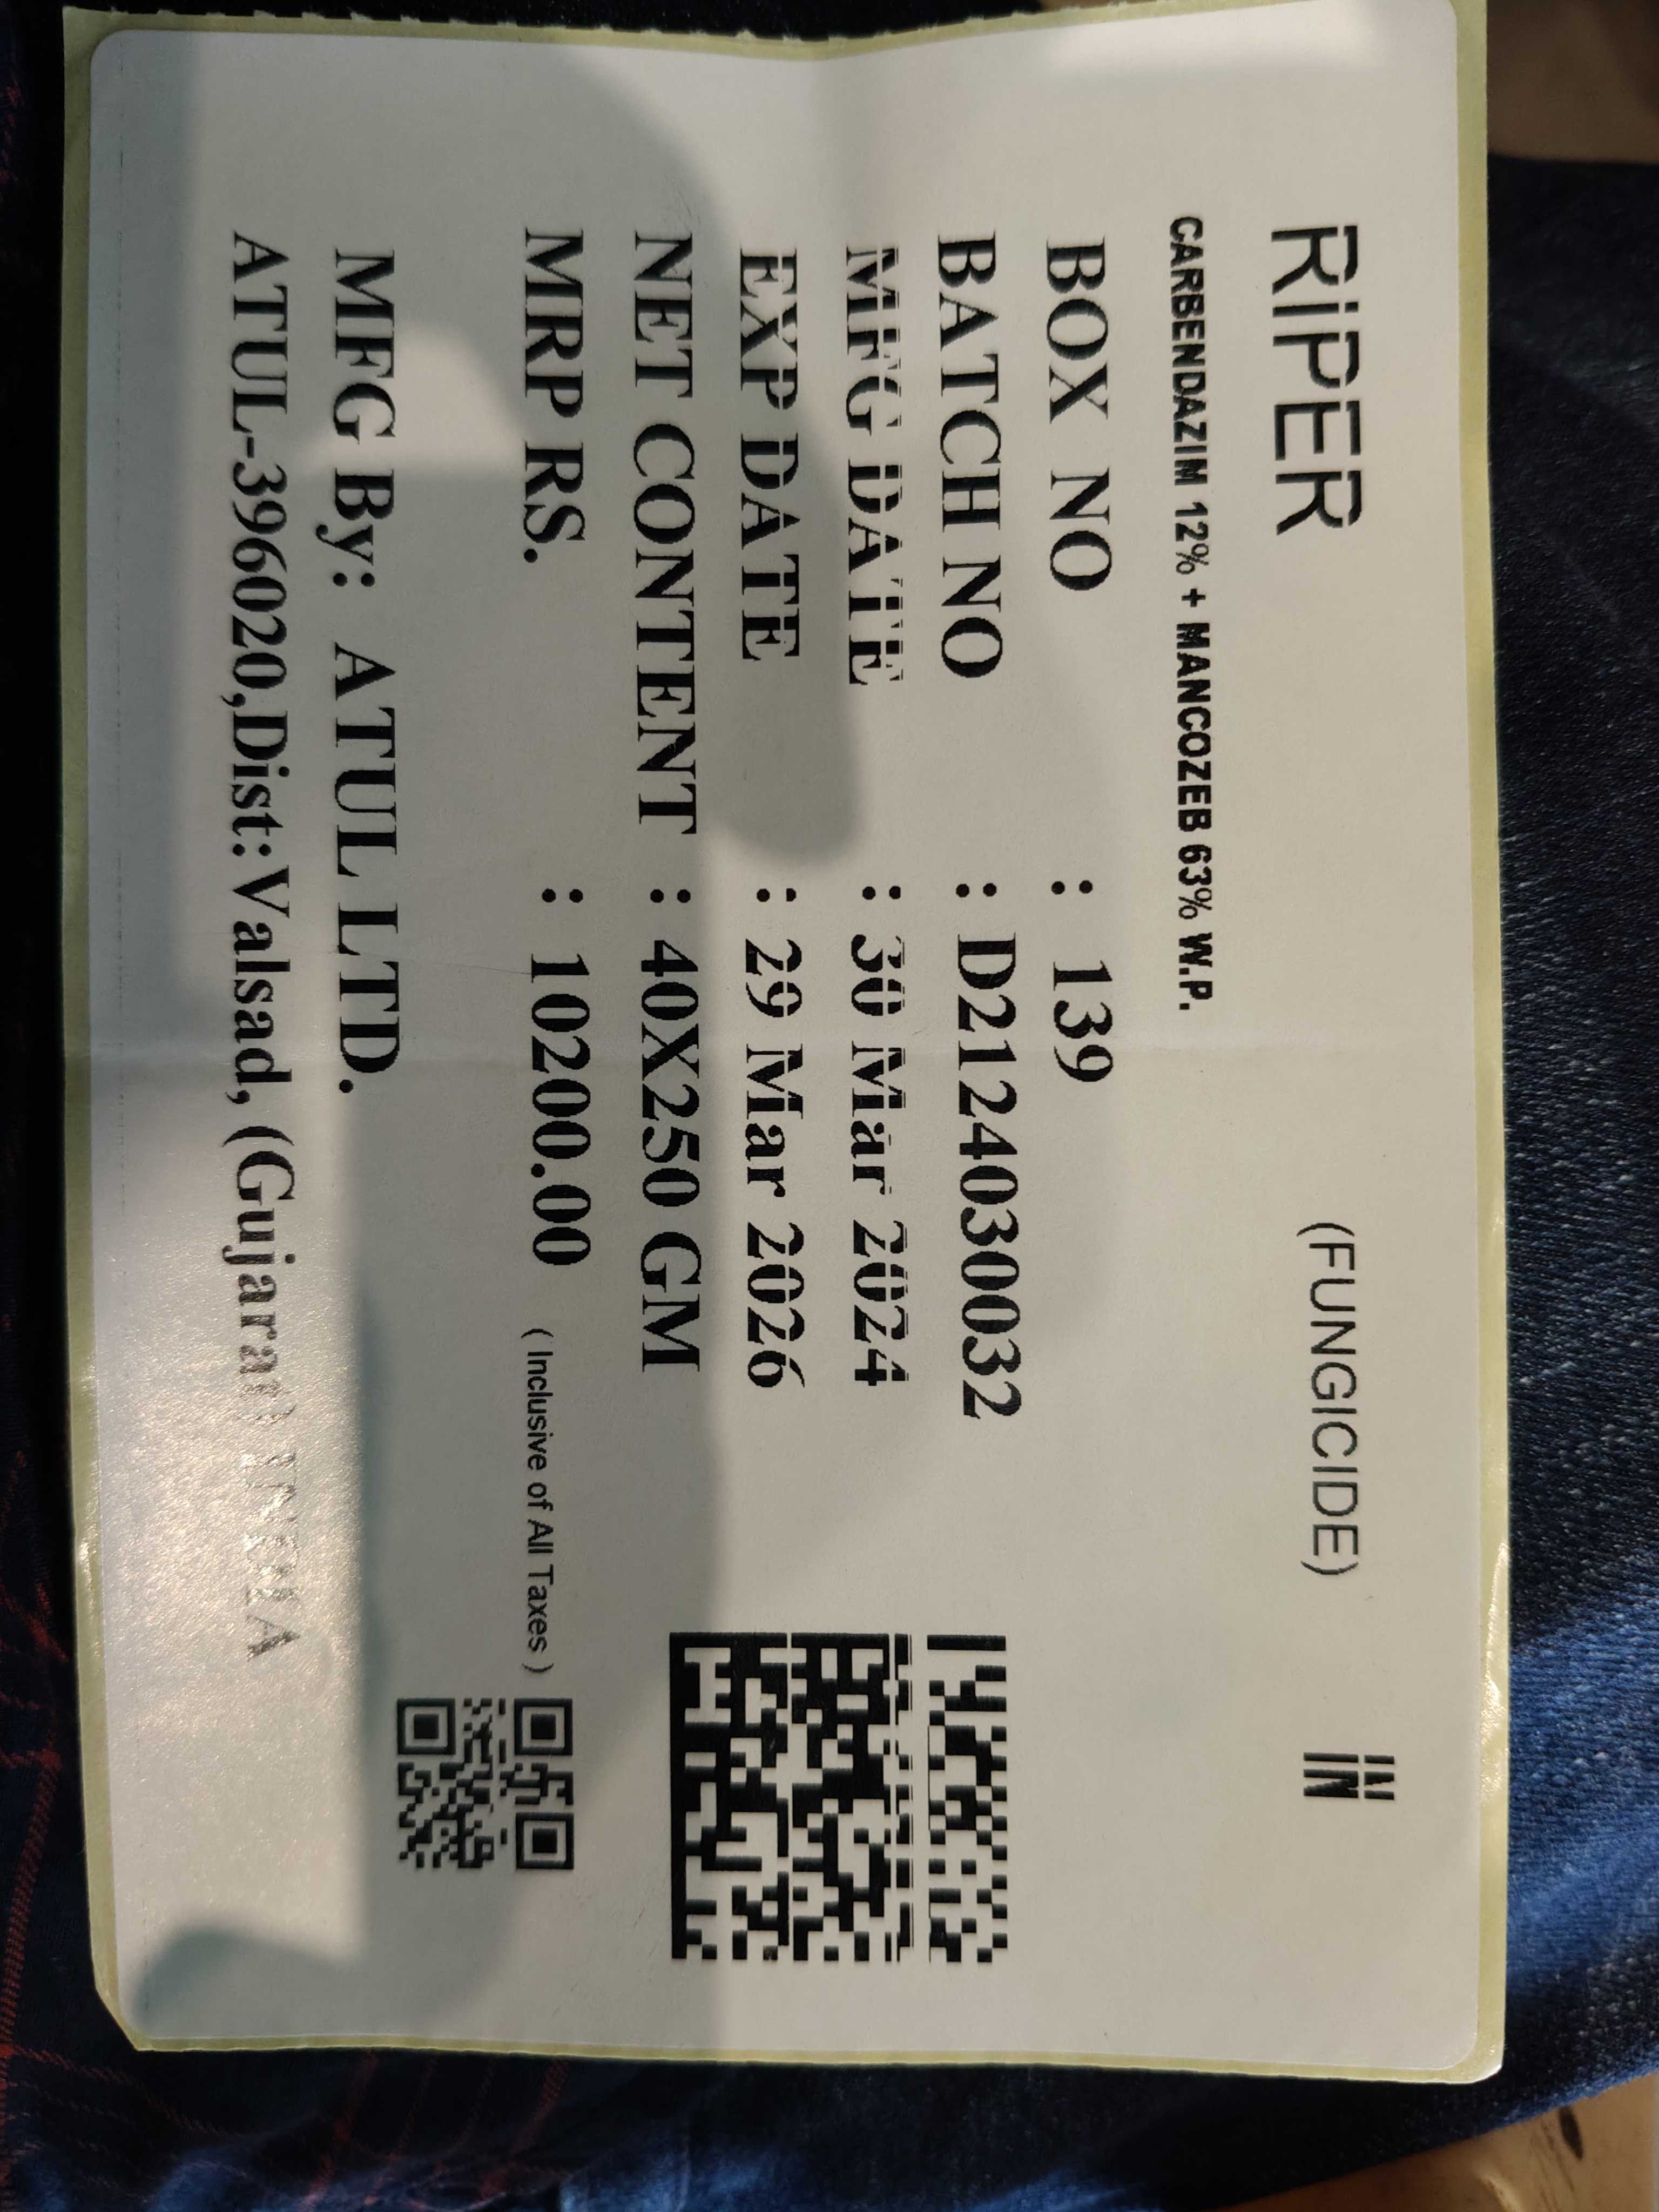 RiPER (FUNGICIDE) IN
CARBENDAZIM 12% + MANCOZEB 63% W.P.
BOX NO : 139
BATCH NO : D2124030032
MFG DATE : 30 Mar 2024
EXP DATE : 29 Mar 2026
NET CONTENT : 40X250 GM
MRP RS. : 10200.00 ( Inclusive of All Taxes )
MFG By: ATUL LTD.
ATUL-396020,Dist:Valsad, (Gujarat) INDIA